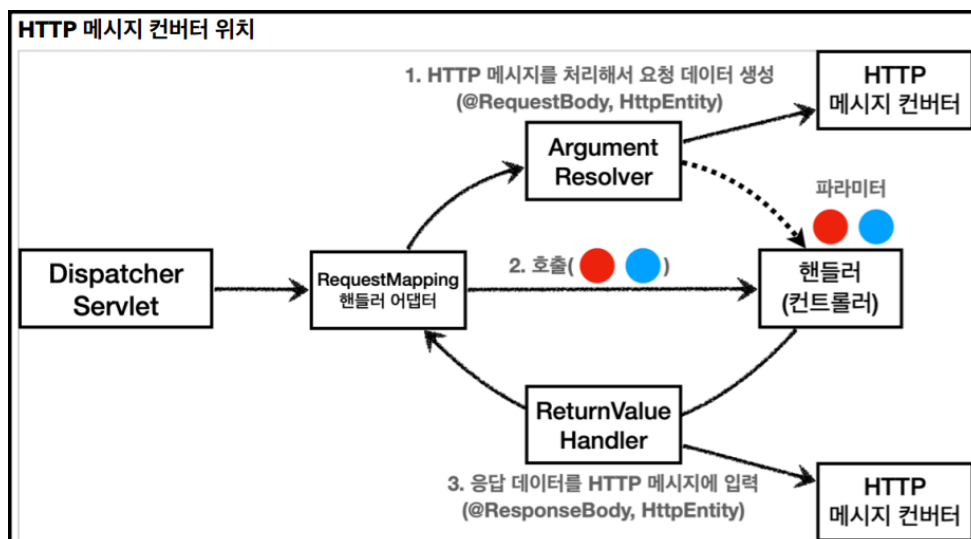 HTTP 메시지 컨버터 위치
1. HTTP 메시지를 처리해서 요청 데이터 생성
(@RequestBody, HttpEntity)
HTTP
메시지 컨버터
Argument
Resolver
파라미터
Dispatcher
Servlet
RequestMapping
핸들러 어댑터
2. 호출( )
핸들러
(컨트롤러)
ReturnValue
Handler
3. 응답 데이터를 HTTP 메시지에 입력
(@ResponseBody, HttpEntity)
HTTP
메시지 컨버터